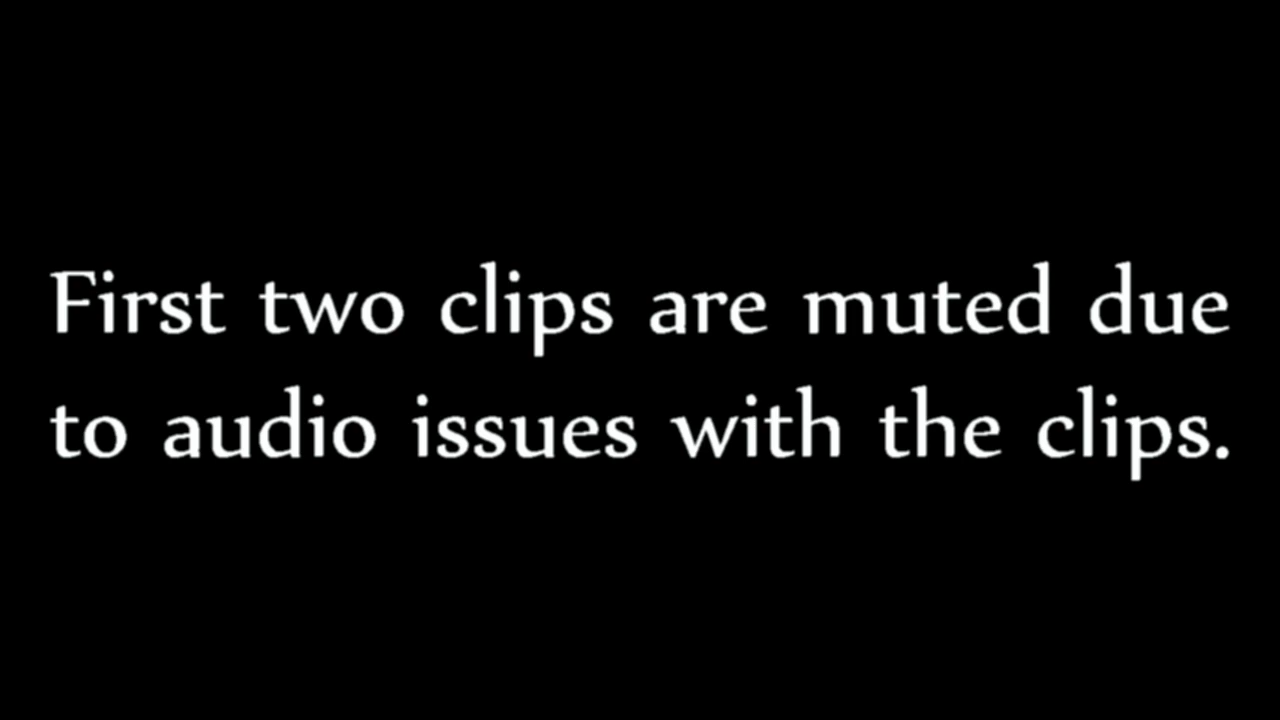 First two clips are muted due
to audio issues with the clips.